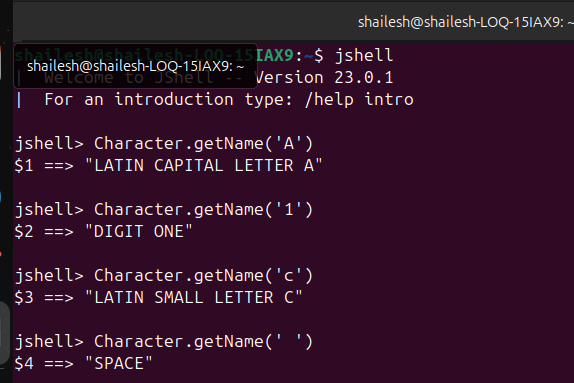 shailesh@shailesh-LOQ-15IAX9: ~
shailesh@shailesh-LOQ-15IAX9:~$ jshell
shailesh@shailesh-LOQ-15IAX9: ~
| Welcome to JShell -- Version 23.0.1
| For an introduction type: /help intro
jshell> Character.getName('A')
$1 ==> "LATIN CAPITAL LETTER A"
jshell> Character.getName('1')
$2 ==> "DIGIT ONE"
jshell> Character.getName('c')
$3 ==> "LATIN SMALL LETTER C"
jshell> Character.getName(' ')
$4 ==> "SPACE"